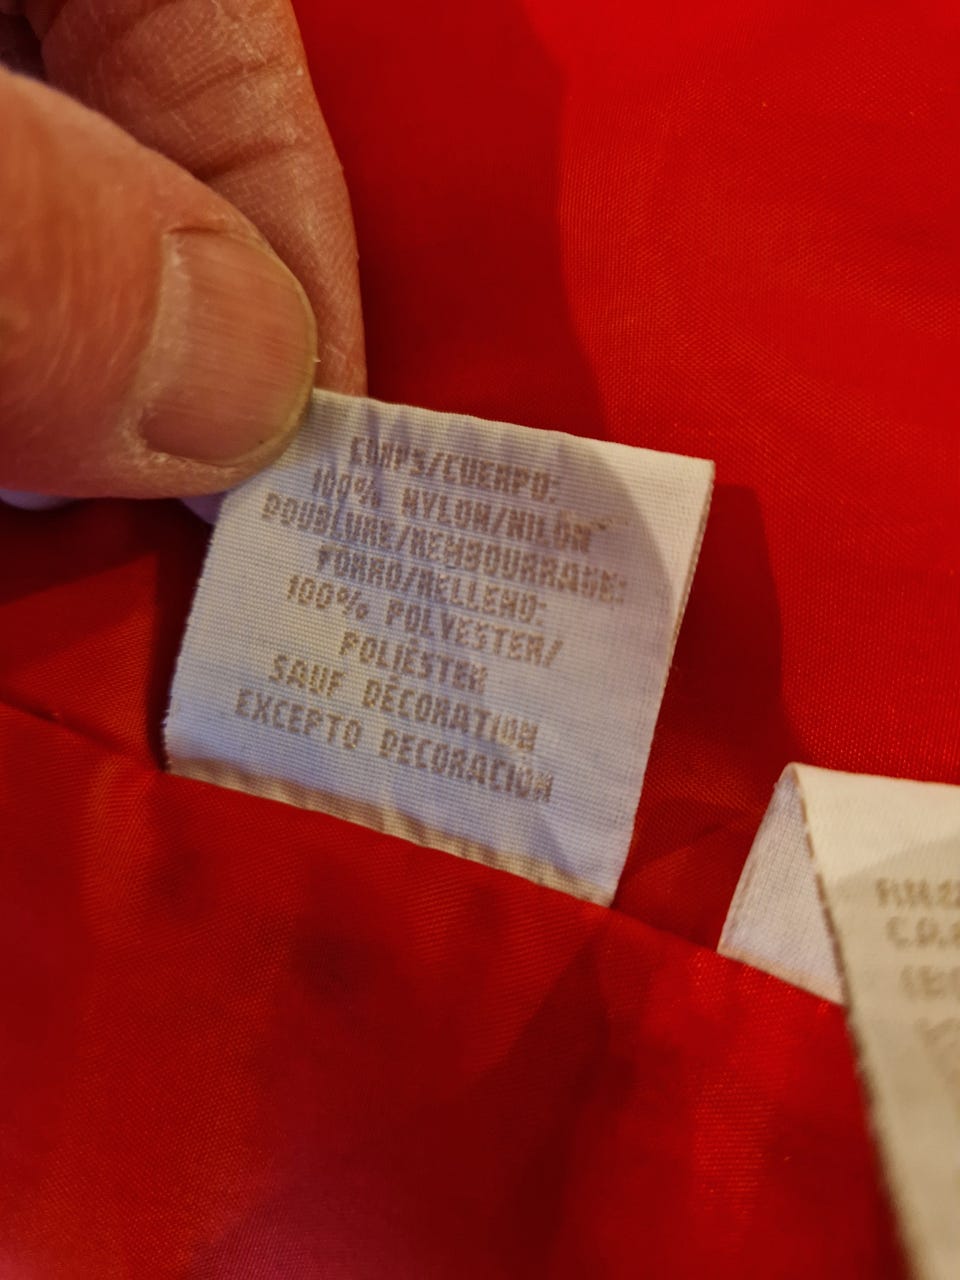 CORPS/CUERPO:
100% NYLON/NILON
DOUBLURE/REMBOURRAGE:
FORRO/RELLENO:
100% POLYESTER/
POLIÉSTER
SAUF DÉCORATION
EXCEPTO DECORACIÓN